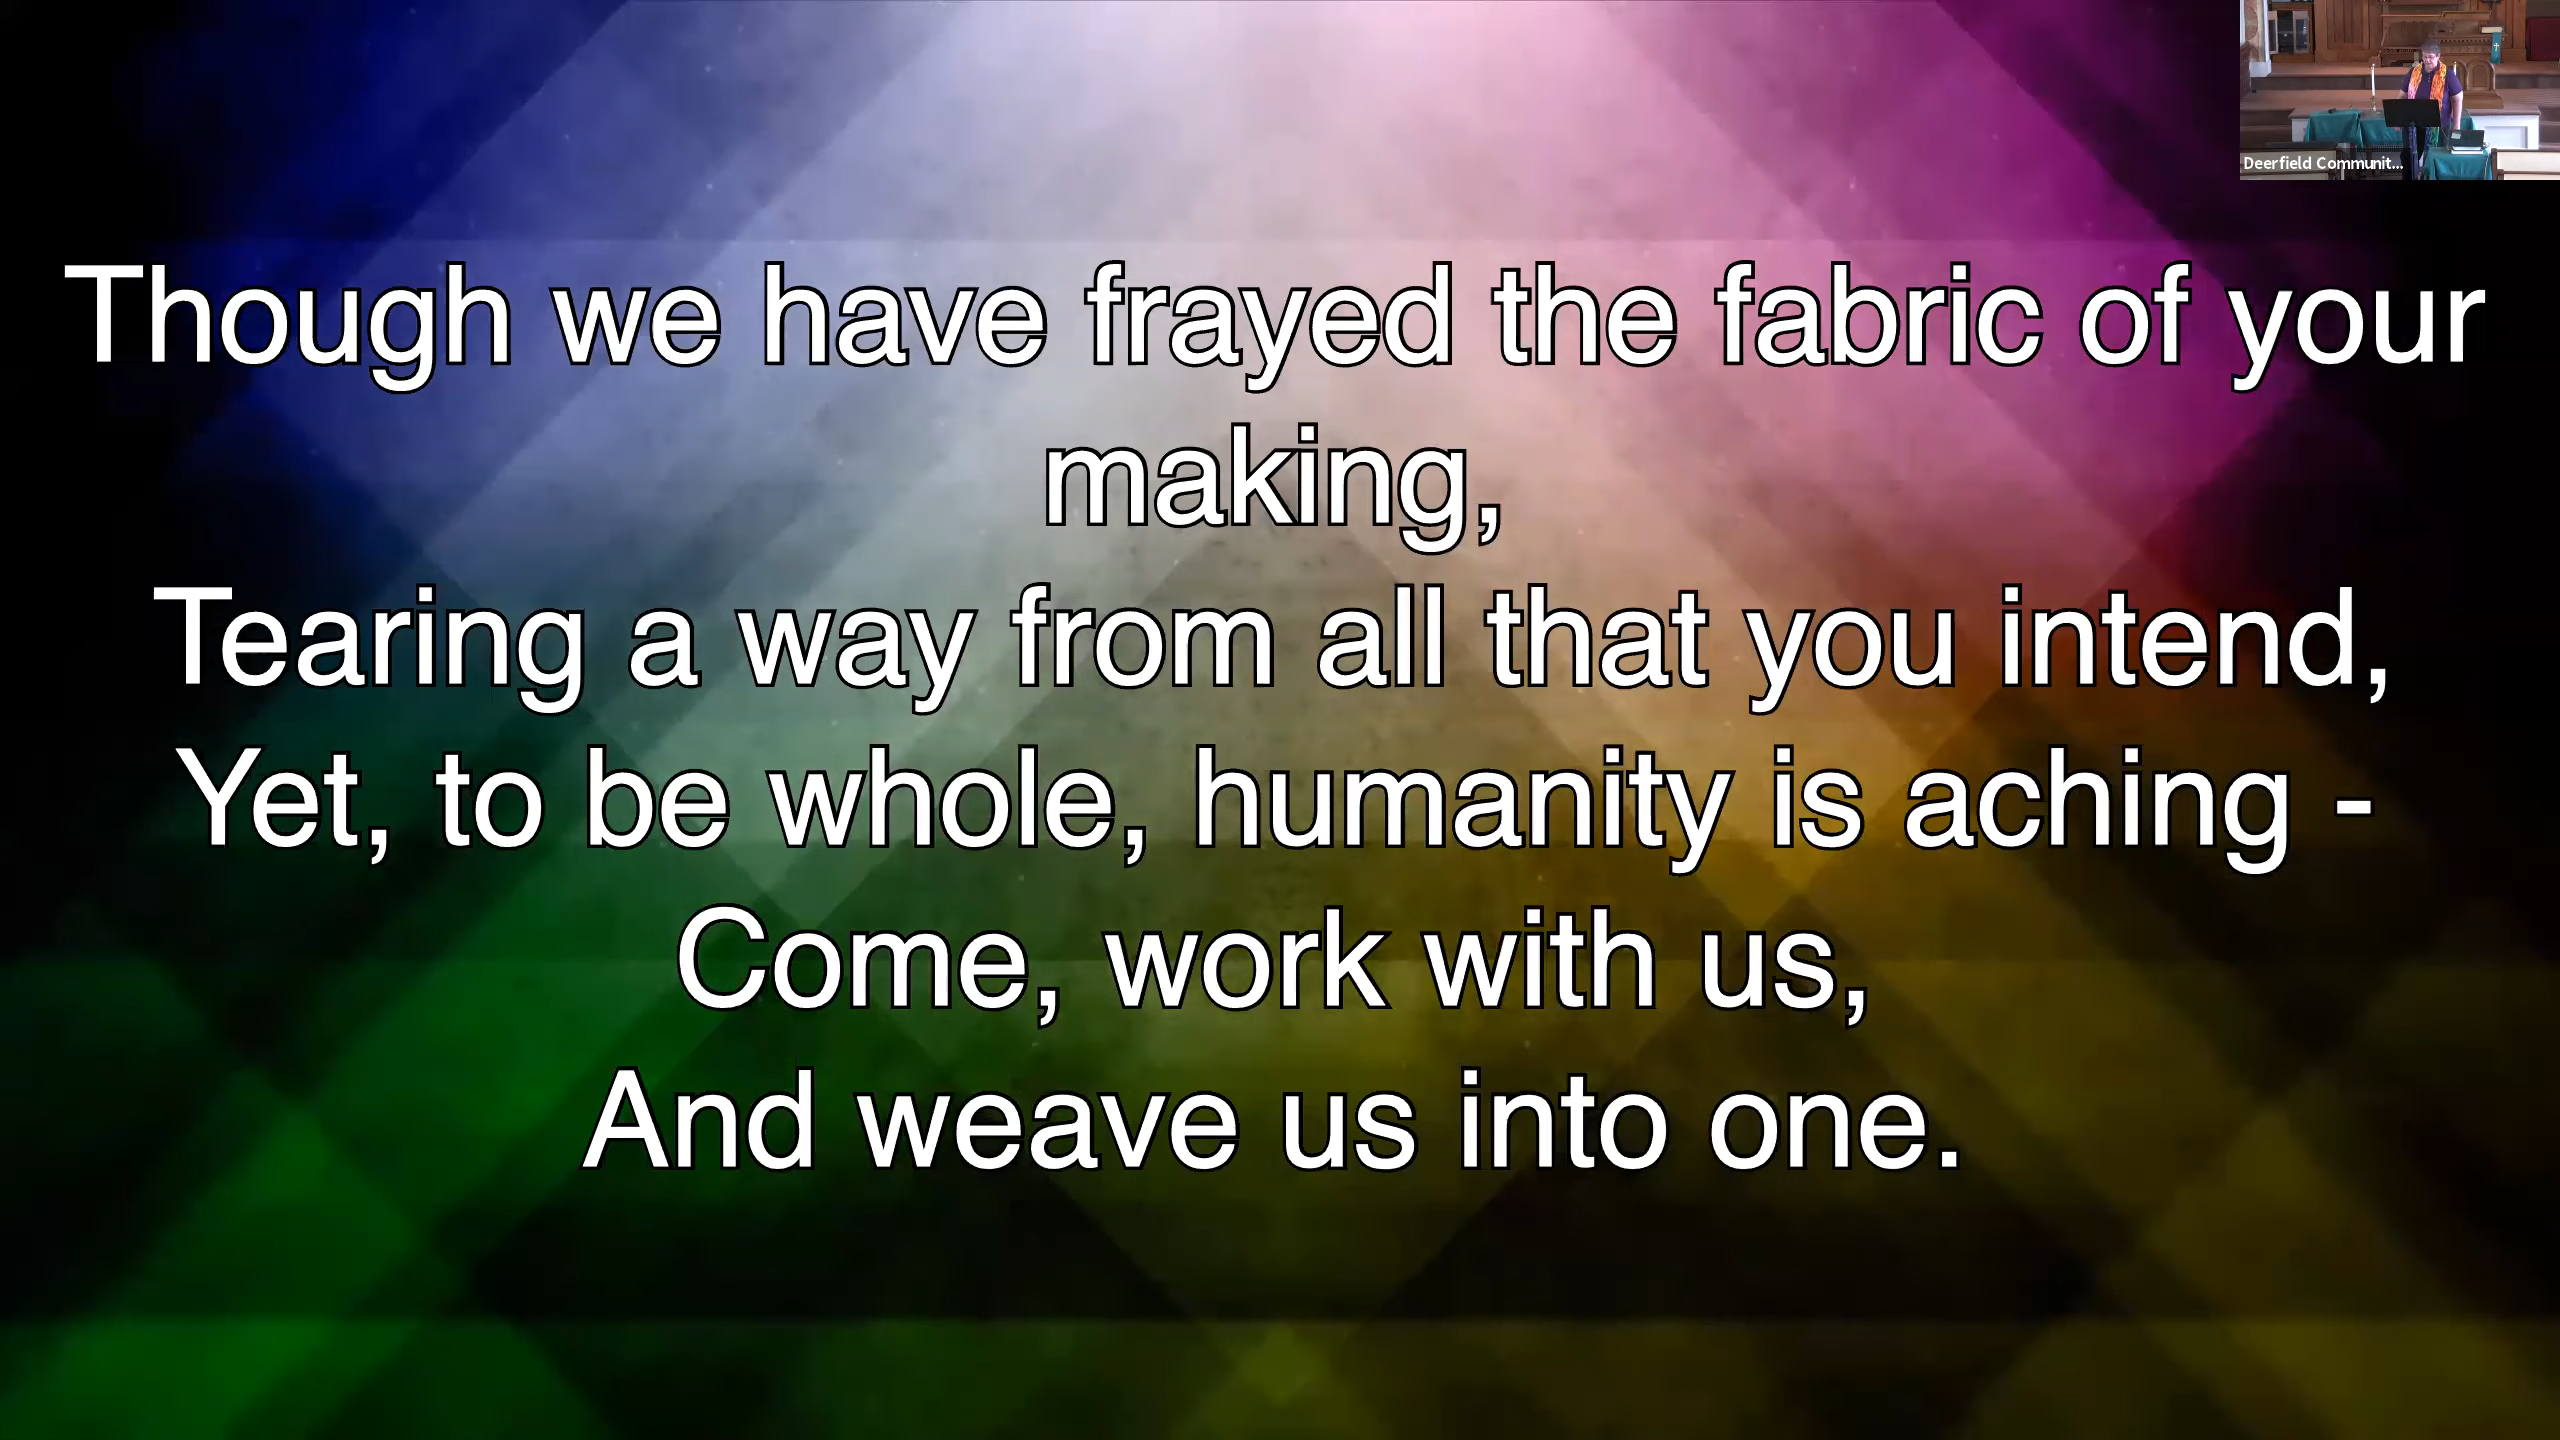 Deerfield Communit...
Though we have frayed the fabric of your
making,
Tearing a way from all that you intend,
Yet, to be whole, humanity is aching -
Come, work with us,
And weave us into one.